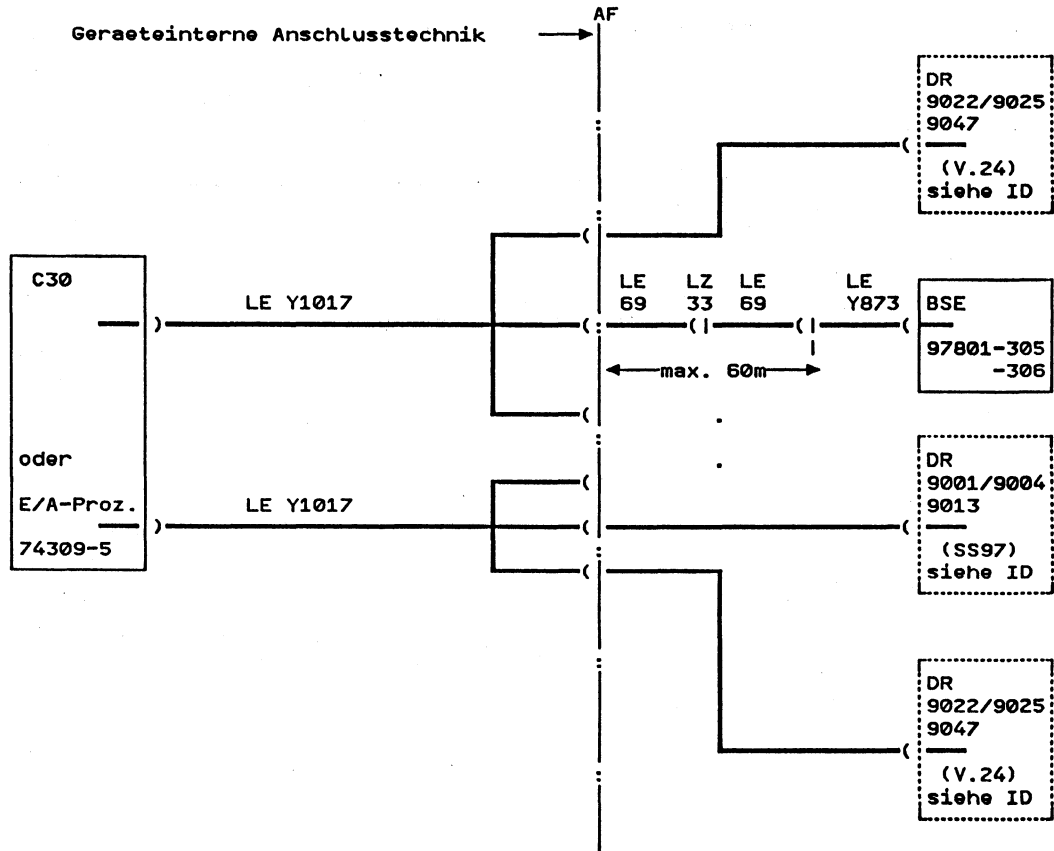 AF
Geraeteinterne Anschlusstechnik
DR
9022/9025
9047
(V.24)
siehe ID
C30
LE Y1017
LE
69
LZ
33
LE
69
LE
Y873
BSE
97801-305
-306
max. 60m
oder
E/A-Proz.
74309-5
LE Y1017
DR
9001/9004
9013
(SS97)
siehe ID
DR
9022/9025
9047
(V.24)
siehe ID